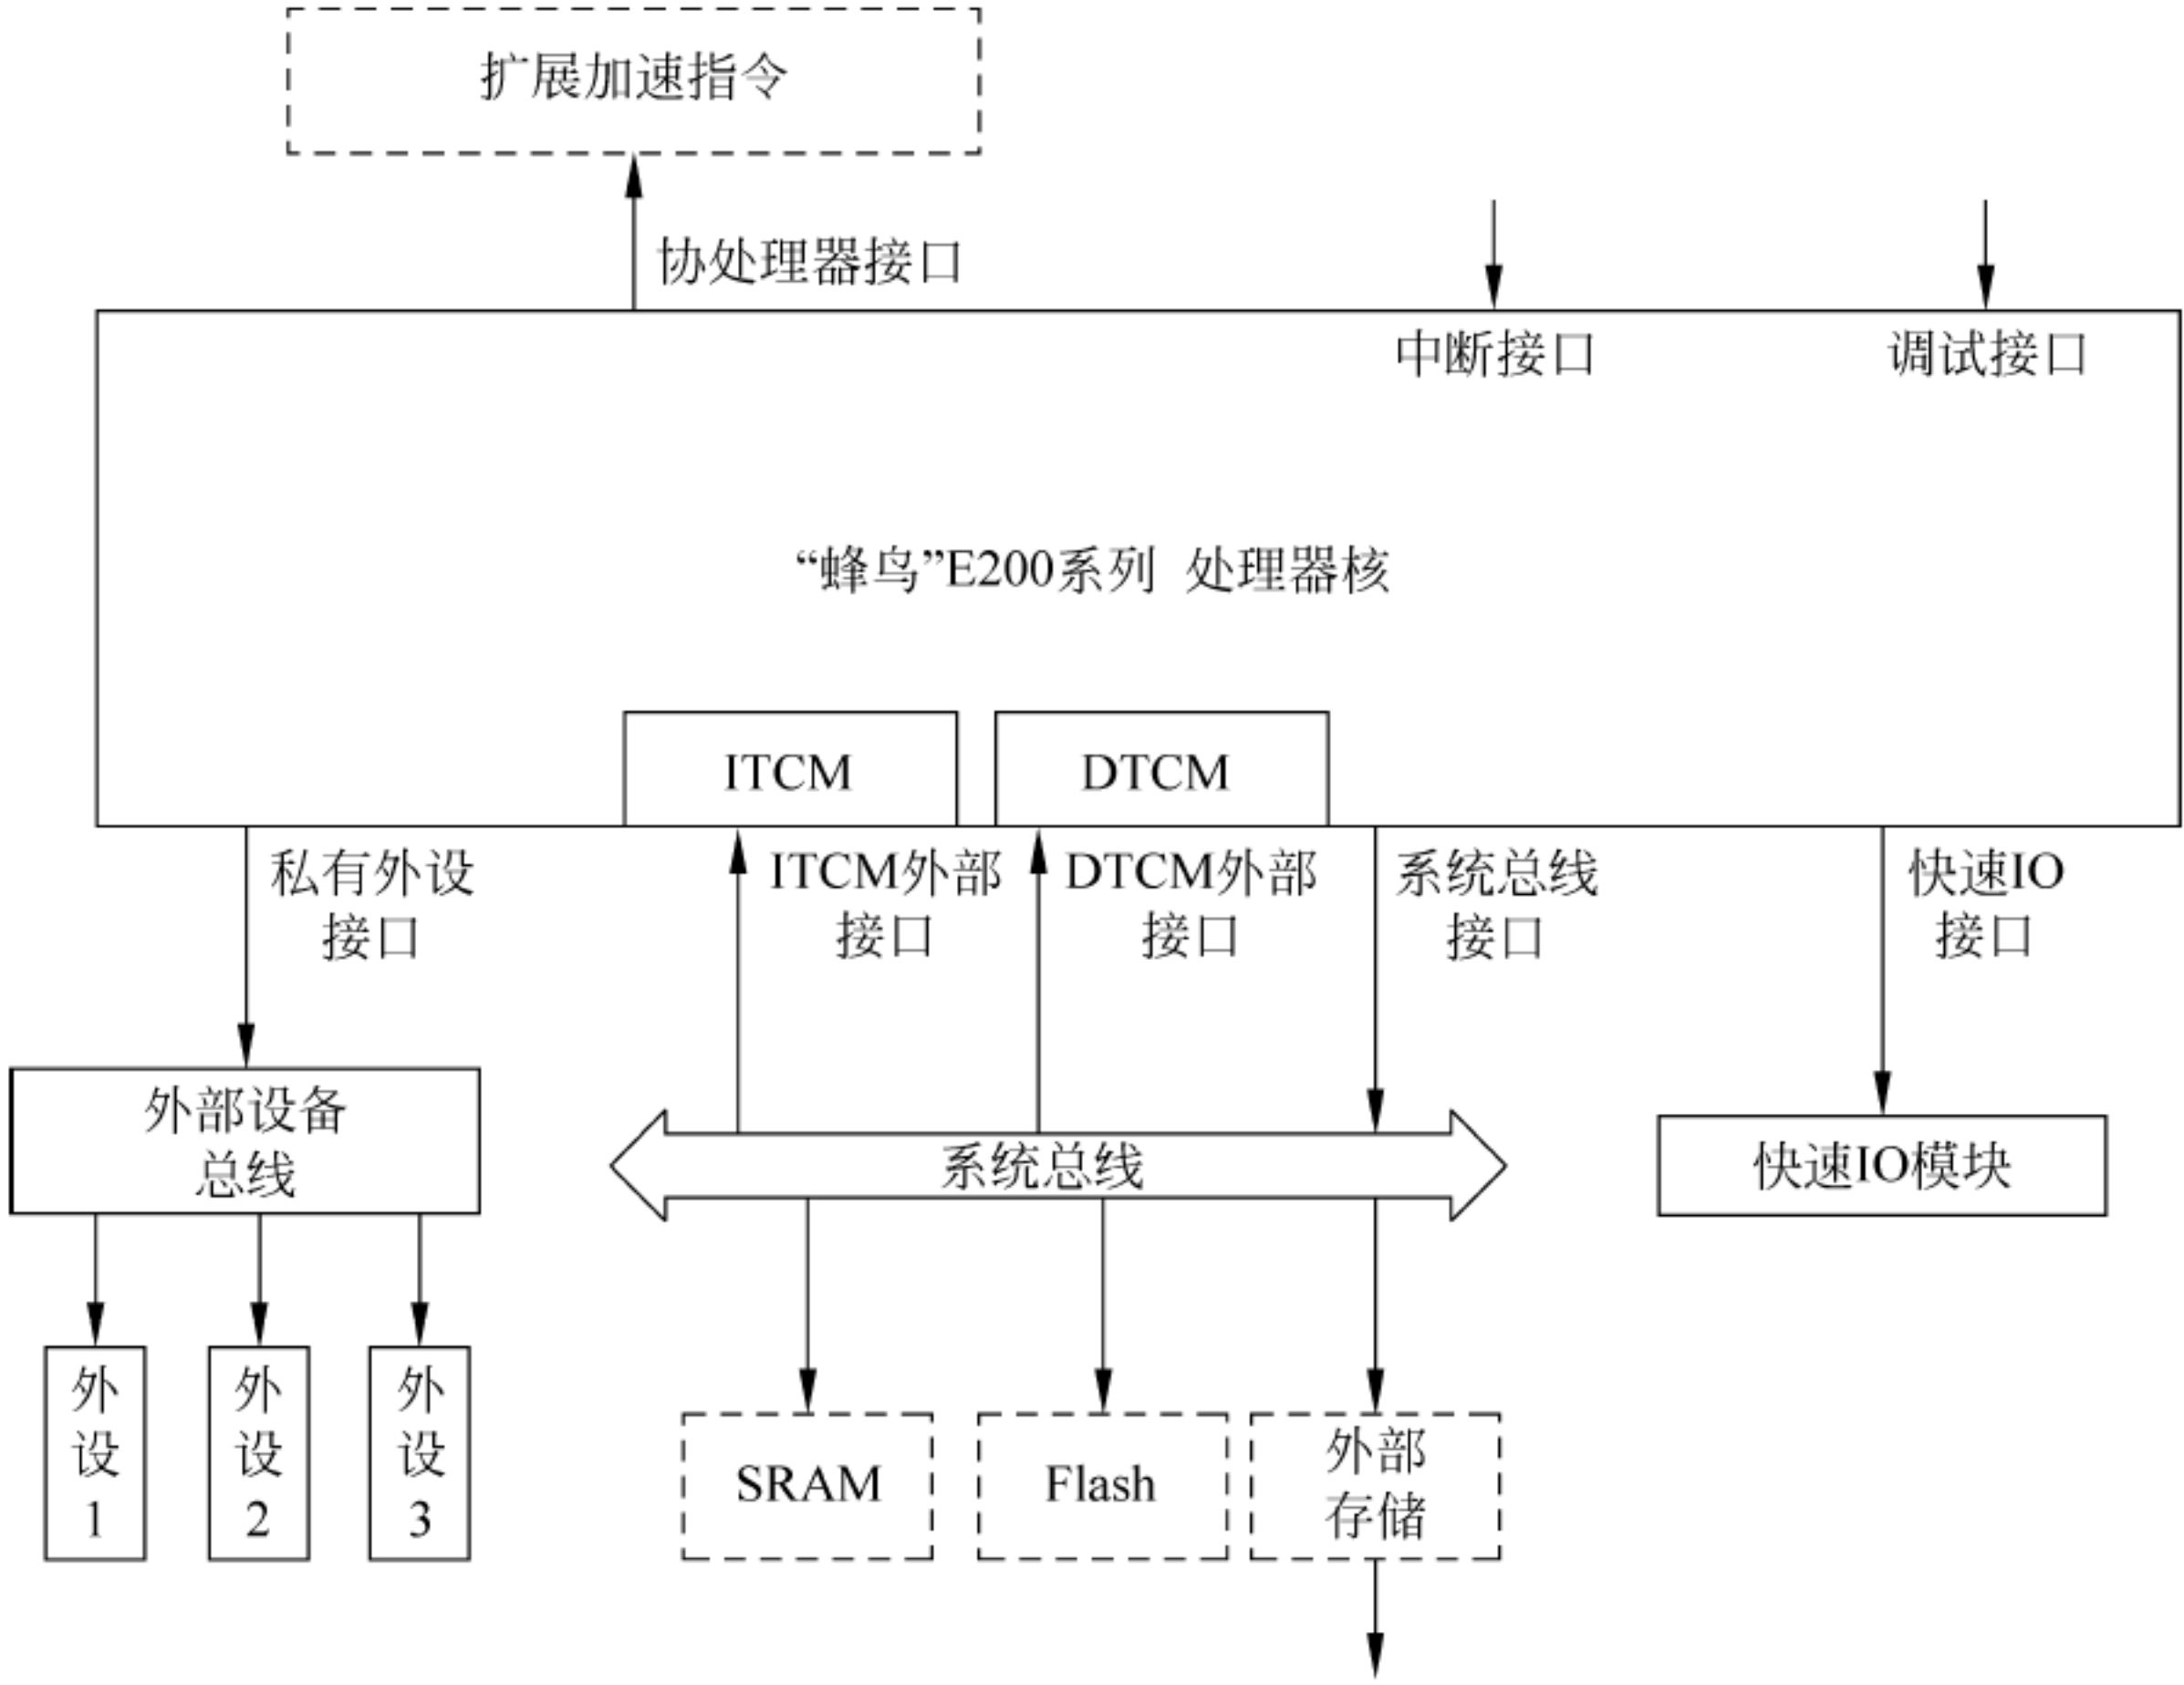 扩展加速指令
协处理器接口
中断接口
调试接口
“蜂鸟”E200系列 处理器核
ITCM
DTCM
私有外设
接口
ITCM外部
接口
DTCM外部
接口
系统总线
接口
快速IO
接口
外部设备
总线
系统总线
快速IO模块
外
设
1
外
设
2
外
设
3
SRAM
Flash
外部
存储